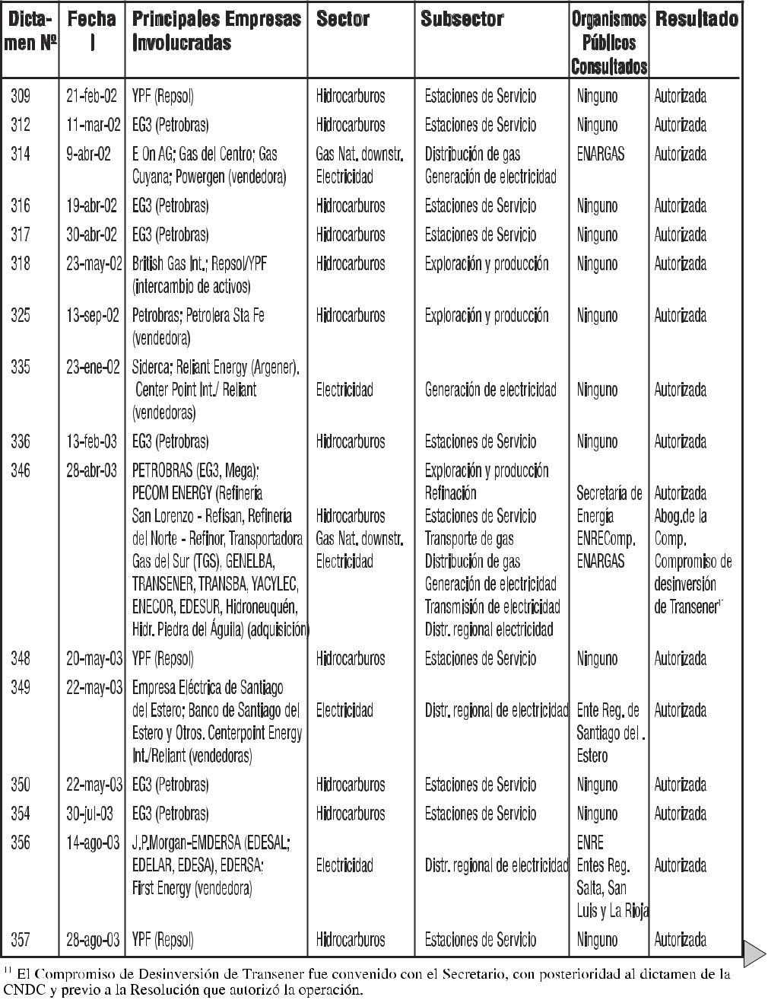 Dicta- Fecha Principales Empresas Sector Subsector Organismos Resultado
men Nº I Involucradas Públicos
Consultados
309 21-feb-02 YPF (Repsol) Hidrocarburos Estaciones de Servicio Ninguno Autorizada
312 11-mar-02 EG3 (Petrobras) Hidrocarburos Estaciones de Servicio Ninguno Autorizada
314 9-abr-02 E On AG; Gas del Centro; Gas Gas Nat. downstr. Distribución de gas ENARGAS Autorizada
Cuyana; Powergen (vendedora) Electricidad Generación de electricidad
316 19-abr-02 EG3 (Petrobras) Hidrocarburos Estaciones de Servicio Ninguno Autorizada
317 30-abr-02 EG3 (Petrobras) Hidrocarburos Estaciones de Servicio Ninguno Autorizada
318 23-may-02 British Gas Int.; Repsol/YPF Hidrocarburos Exploración y producción Ninguno Autorizada
(intercambio de activos)
325 13-sep-02 Petrobras; Petrolera Sta Fe Hidrocarburos Exploración y producción Ninguno Autorizada
(vendedora)
335 23-ene-02 Siderca; Reliant Energy (Argener).
Center Point Int./ Reliant Electricidad Generación de electricidad Ninguno Autorizada
(vendedoras)
336 13-feb-03 EG3 (Petrobras) Hidrocarburos Estaciones de Servicio Ninguno Autorizada
346 28-abr-03 PETROBRAS (EG3, Mega); Exploración y producción
PECOM ENERGY (Refinería Refinación Secretaría de Autorizada
San Lorenzo - Refisan, Refinería Hidrocarburos Estaciones de Servicio Energía Abog.de la
del Norte - Refinor, Transportadora Gas Nat. downstr. Transporte de gas ENREComp. Comp.
Gas del Sur (TGS), GENELBA, Electricidad Distribución de gas ENARGAS Compromiso de
TRANSENER, TRANSBA, YACYLEC, Generación de electricidad desinversión
ENECOR, EDESUR, Hidroneuquén, Transmisión de electricidad de Transener¹¹
Hidr. Piedra del Águila) (adquisición) Distr. regional electricidad
348 20-may-03 YPF (Repsol) Hidrocarburos Estaciones de Servicio Ninguno Autorizada
349 22-may-03 Empresa Eléctrica de Santiago
del Estero; Banco de Santiago del Electricidad Distr. regional de electricidad Ente Reg. de Autorizada
Estero y Otros. Centerpoint Energy Santiago del .
Int./Reliant (vendedoras) Estero
350 22-may-03 EG3 (Petrobras) Hidrocarburos Estaciones de Servicio Ninguno Autorizada
354 30-jul-03 EG3 (Petrobras) Hidrocarburos Estaciones de Servicio Ninguno Autorizada
356 14-ago-03 J.P.Morgan-EMDERSA (EDESAL; ENRE
EDELAR, EDESA), EDERSA; Electricidad Distr. regional de electricidad Entes Reg. Autorizada
First Energy (vendedora) Salta, San
Luis y La Rioja
357 28-ago-03 YPF (Repsol) Hidrocarburos Estaciones de Servicio Ninguno Autorizada
¹¹ El Compromiso de Desinversión de Transener fue convenido con el Secretario, con posterioridad al dictamen de la
CNDC y previo a la Resolución que autorizó la operación.